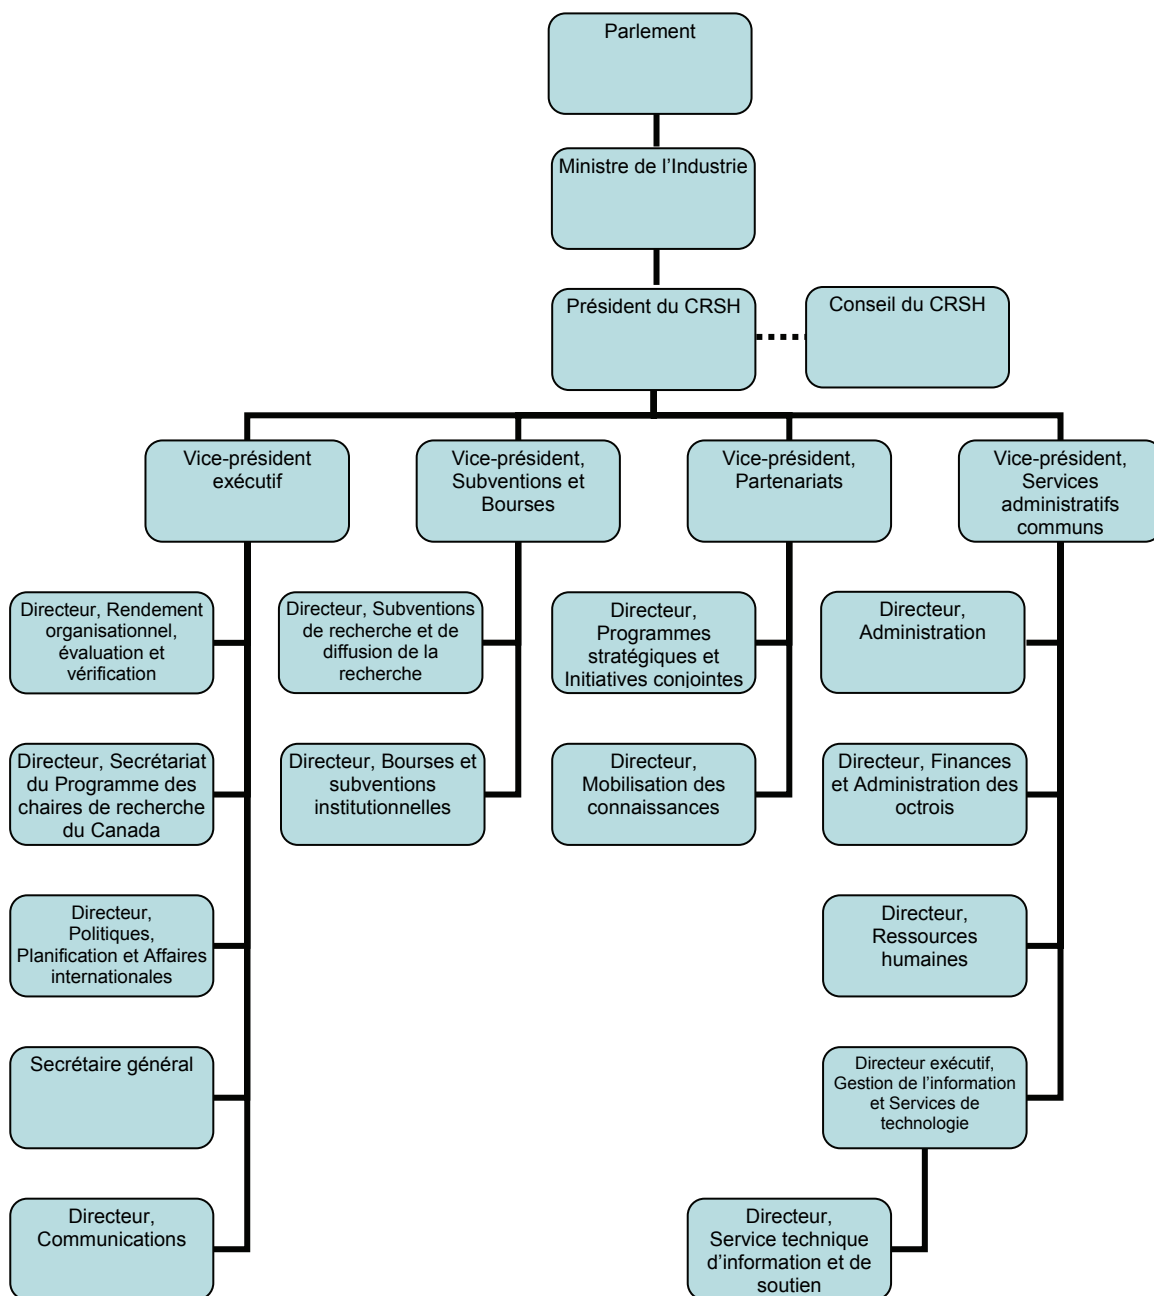 Parlement
Ministre de l'Industrie
Président du CRSH
Conseil du CRSH
Vice-président
exécutif
Vice-président,
Subventions et
Bourses
Vice-président,
Partenariats
Vice-président,
Services
administratifs
communs
Directeur, Rendement
organisationnel,
évaluation et
vérification
Directeur, Subventions
de recherche et de
diffusion de la
recherche
Directeur,
Programmes
stratégiques et
Initiatives conjointes
Directeur,
Administration
Directeur, Secrétariat
du Programme des
chaires de recherche
du Canada
Directeur, Bourses et
subventions
institutionnelles
Directeur,
Mobilisation des
connaissances
Directeur, Finances
et Administration des
octrois
Directeur,
Politiques,
Planification et Affaires
internationales
Directeur,
Ressources
humaines
Secrétaire général
Directeur exécutif,
Gestion de l'information
et Services de
technologie
Directeur,
Communications
Directeur,
Service technique
d'information et de
soutien